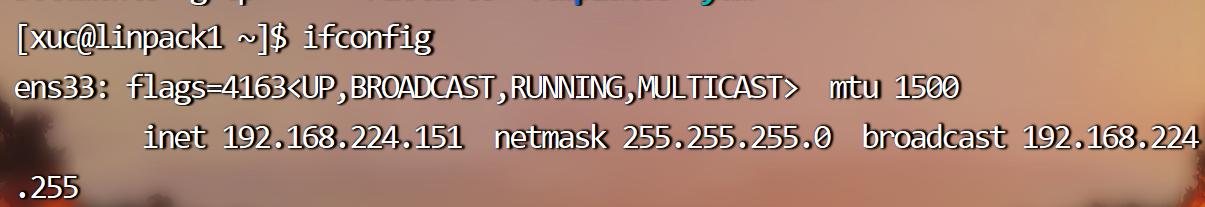 [xuc@linpack1 ~]$ ifconfig
ens33: flags=4163<UP,BROADCAST,RUNNING,MULTICAST>  mtu 1500
        inet 192.168.224.151  netmask 255.255.255.0  broadcast 192.168.224
.255